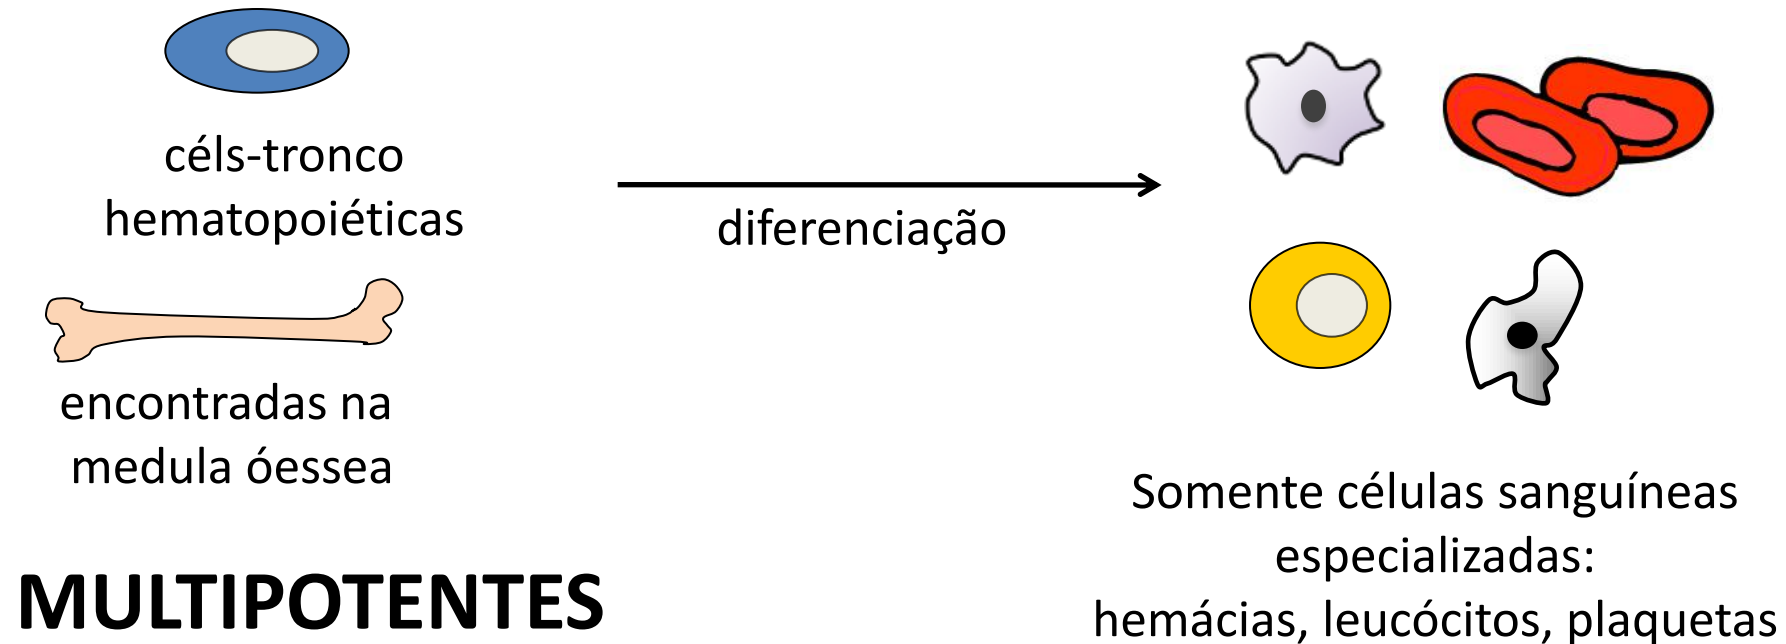 céls-tronco
hematopoiéticas
diferenciação
encontradas na
medula óessea
MULTIPOTENTES
Somente células sanguíneas
especializadas:
hemácias, leucócitos, plaquetas